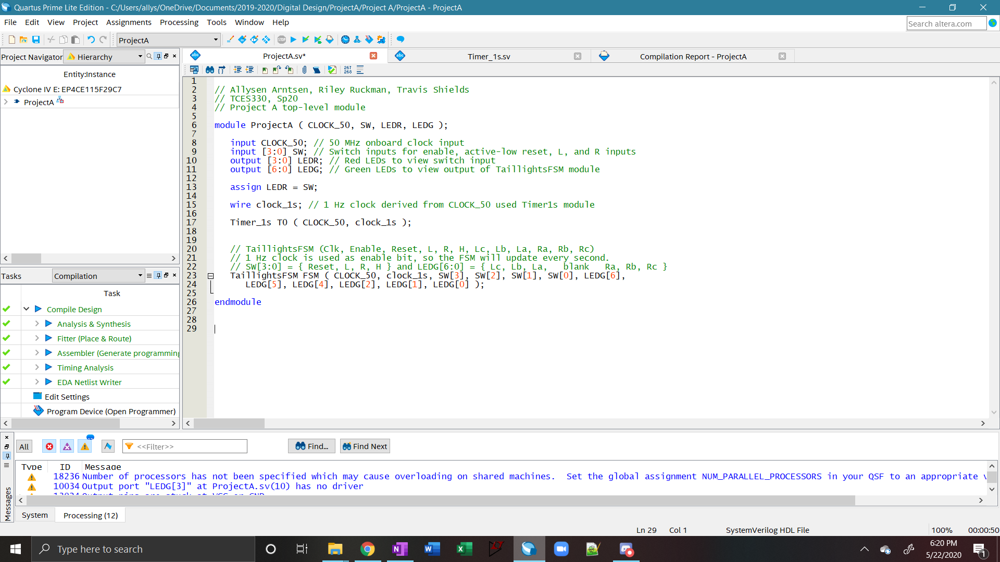 Quartus Prime Lite Edition - C:/Users/allys/OneDrive/Documents/2019-2020/Digital Design/ProjectA/Project A/ProjectA - ProjectA
File Edit View Project Assignments Processing Tools Window Help
Search altera.com
ProjectA
STOP
Project Navigator Hierarchy
ProjectA.sv*
Timer_1s.sv
Compilation Report - ProjectA
267
268
Entity:Instance
Cyclone IV E: EP4CE115F29C7
ProjectA
1
2 // Allysen Arntsen, Riley Ruckman, Travis Shields
3 // TCES330, Sp20
4 // Project A top-level module
5
6 module ProjectA ( CLOCK_50, SW, LEDR, LEDG );
7
8 input CLOCK_50; // 50 MHz onboard clock input
9 input [3:0] SW; // Switch inputs for enable, active-low reset, L, and R inputs
10 output [3:0] LEDR; // Red LEDs to view switch input
11 output [6:0] LEDG; // Green LEDs to view output of TaillightsFSM module
12
13 assign LEDR = SW;
14
15 wire clock_1s; // 1 Hz clock derived from CLOCK_50 used Timer1s module
16
17 Timer_1s T0 ( CLOCK_50, clock_1s );
18
19
20 // TaillightsFSM (Clk, Enable, Reset, L, R, H, Lc, Lb, La, Ra, Rb, Rc)
21 // 1 Hz clock is used as enable bit, so the FSM will update every second.
22 // SW[3:0] = { Reset, L, R, H } and LEDG[6:0] = { Lc, Lb, La, _blank_ Ra, Rb, Rc }
23 TaillightsFSM FSM ( CLOCK_50, clock_1s, SW[3], SW[2], SW[1], SW[0], LEDG[6],
24 LEDG[5], LEDG[4], LEDG[2], LEDG[1], LEDG[0] );
25
26 endmodule
27
28
29
Tasks Compilation
Task
Compile Design
Analysis & Synthesis
Fitter (Place & Route)
Assembler (Generate programming
Timing Analysis
EDA Netlist Writer
Edit Settings
Program Device (Open Programmer)
All
<<Filter>>
Find...
Find Next
Type ID Message
18236 Number of processors has not been specified which may cause overloading on shared machines. Set the global assignment NUM_PARALLEL_PROCESSORS in your QSF to an appropriate v
10034 Output port "LEDG[3]" at ProjectA.sv(10) has no driver
Messages
System Processing (12)
Ln 29 Col 1 SystemVerilog HDL File 100% 00:00:50
Type here to search
6:20 PM
5/22/2020
1